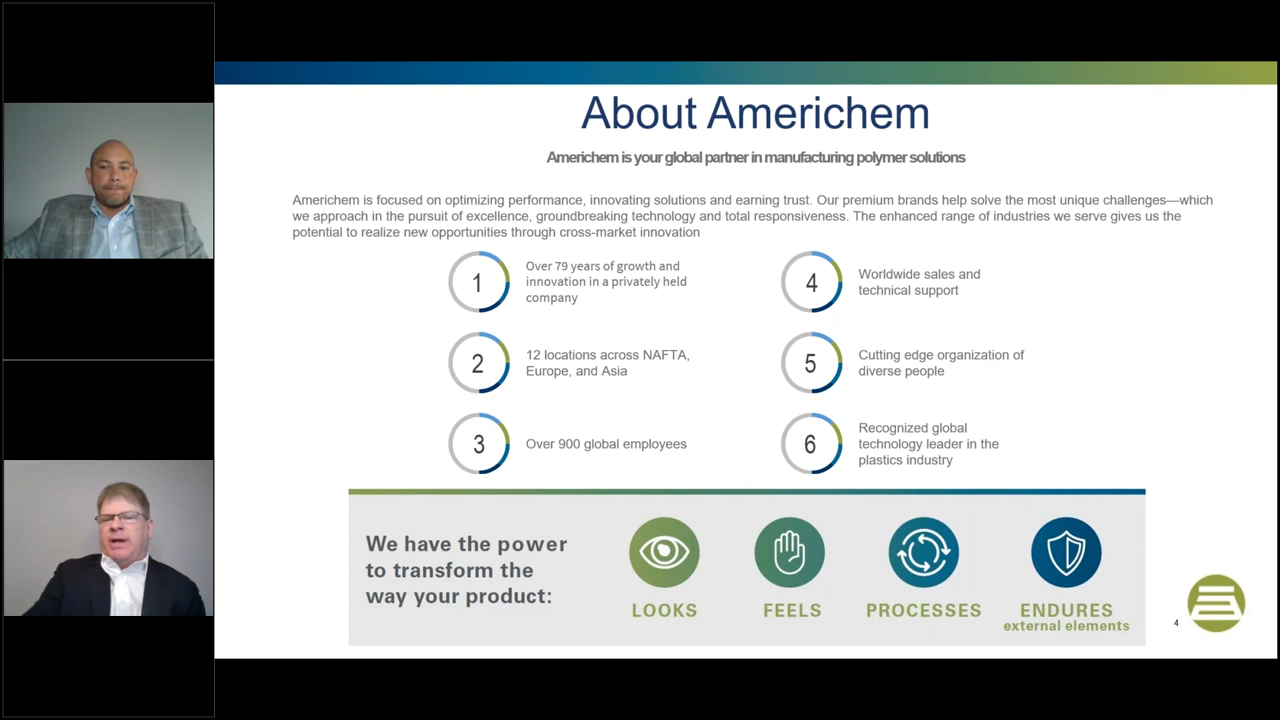 About Americhem
Americhem is your global partner in manufacturing polymer solutions
Americhem is focused on optimizing performance, innovating solutions and earning trust. Our premium brands help solve the most unique challenges—which
we approach in the pursuit of excellence, groundbreaking technology and total responsiveness. The enhanced range of industries we serve gives us the
potential to realize new opportunities through cross-market innovation
1
Over 79 years of growth and
innovation in a privately held
company
2
12 locations across NAFTA,
Europe, and Asia
3
Over 900 global employees
4
Worldwide sales and
technical support
5
Cutting edge organization of
diverse people
6
Recognized global
technology leader in the
plastics industry
We have the power
to transform the
way your product:
LOOKS
FEELS
PROCESSES
ENDURES
external elements
4